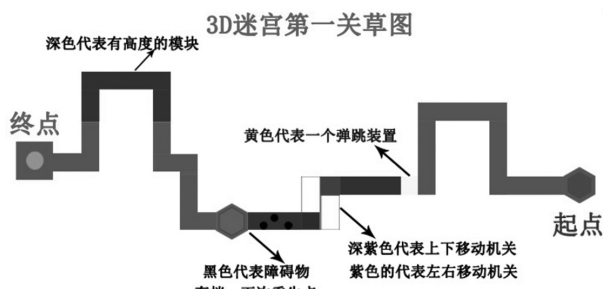 3D迷宫第一关草图
深色代表有高度的模块
终点
黄色代表一个弹跳装置
起点
深紫色代表上下移动机关
紫色的代表左右移动机关
黑色代表障碍物